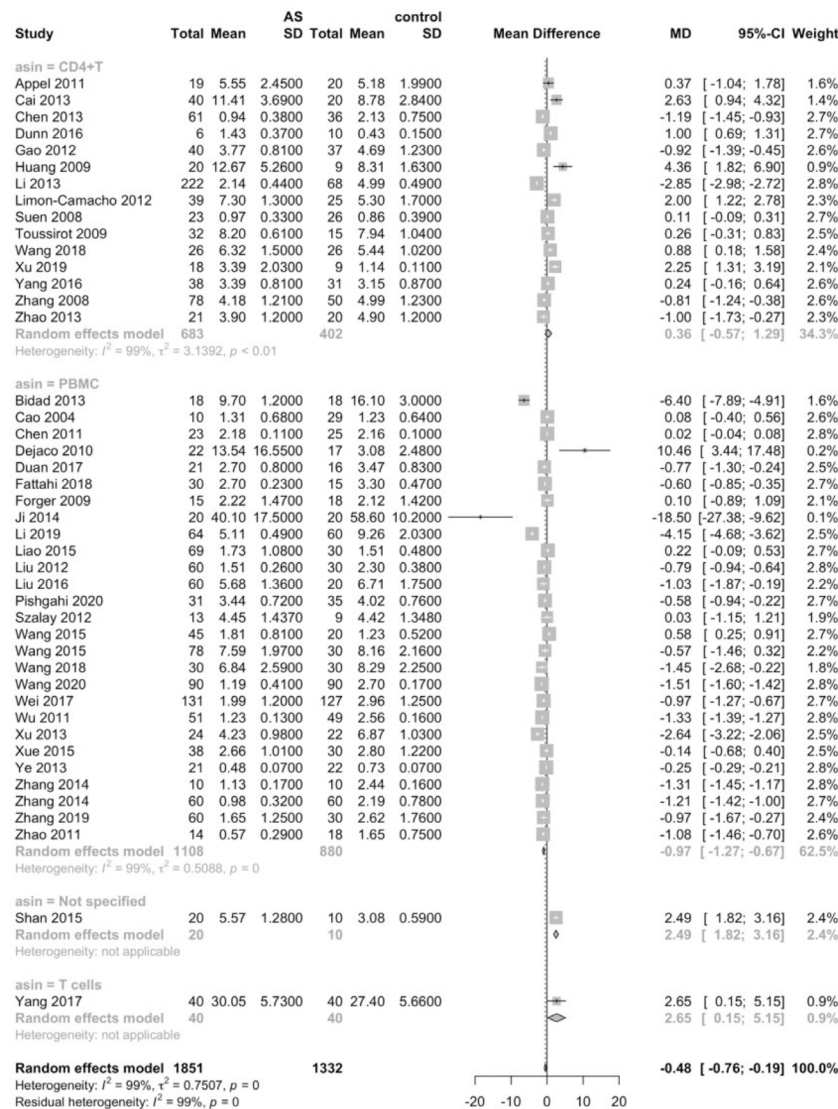 AS control
Study Total Mean SD Total Mean SD Mean Difference MD 95%-CI Weight
asin = CD4+T
Appel 2011 19 5.55 2.4500 20 5.18 1.9900 0.37 [-1.04; 1.78] 1.6%
Cai 2013 40 11.41 3.6900 20 8.78 2.8400 2.63 [ 0.94; 4.32] 1.4%
Chen 2013 61 0.94 0.3800 36 2.13 0.7500 -1.19 [-1.45; -0.93] 2.7%
Dunn 2016 6 1.43 0.3700 10 0.43 0.1500 1.00 [ 0.69; 1.31] 2.7%
Gao 2012 40 3.77 0.8100 37 4.69 1.2300 -0.92 [-1.39; -0.45] 2.6%
Huang 2009 20 12.67 5.2600 9 8.31 1.6300 4.36 [ 1.82; 6.90] 0.9%
Li 2013 222 2.14 0.4400 68 4.99 0.4900 -2.85 [-2.98; -2.72] 2.8%
Limon-Camacho 2012 39 7.30 1.3000 25 5.30 1.7000 2.00 [ 1.22; 2.78] 2.3%
Suen 2008 23 0.97 0.3300 26 0.86 0.3900 0.11 [-0.09; 0.31] 2.8%
Toussirot 2009 32 8.20 0.6100 15 7.94 1.0400 0.26 [-0.31; 0.83] 2.5%
Wang 2018 26 6.32 1.5000 26 5.44 1.0200 0.88 [ 0.18; 1.58] 2.4%
Xu 2019 18 3.39 2.0300 9 1.14 0.1100 2.25 [ 1.31; 3.19] 2.1%
Yang 2016 38 3.39 0.8100 31 3.15 0.8700 0.24 [-0.16; 0.64] 2.7%
Zhang 2008 78 4.18 1.2100 50 4.99 1.2300 -0.81 [-1.24; -0.38] 2.6%
Zhao 2013 21 3.90 1.2000 20 4.90 1.2000 -1.00 [-1.73; -0.27] 2.3%
Random effects model 683 402 0.36 [-0.57; 1.29] 34.3%
Heterogeneity: I² = 99%, τ² = 3.1392, p < 0.01
asin = PBMC
Bidad 2013 18 9.70 1.2000 18 16.10 3.0000 -6.40 [ -7.89; -4.91] 1.6%
Cao 2004 10 1.31 0.6800 29 1.23 0.6400 0.08 [ -0.40; 0.56] 2.6%
Chen 2011 23 2.18 0.1100 25 2.16 0.1000 0.02 [ -0.04; 0.08] 2.8%
Dejaco 2010 22 13.54 16.5500 17 3.08 2.4800 10.46 [ 3.44; 17.48] 0.2%
Duan 2017 21 2.70 0.8000 16 3.47 0.8300 -0.77 [ -1.30; -0.24] 2.6%
Fattahi 2018 30 2.70 0.2300 15 3.30 0.4700 -0.60 [ -0.85; -0.35] 2.7%
Forger 2009 15 2.22 1.4700 18 2.12 1.4200 0.10 [ -0.89; 1.09] 2.1%
Ji 2014 20 40.10 17.5000 20 58.60 10.2000 -18.50 [-27.38; -9.62] 0.1%
Li 2019 64 5.11 0.4900 60 9.26 2.0300 -4.15 [ -4.68; -3.62] 2.6%
Liao 2015 69 1.73 1.0800 30 1.51 0.4800 0.22 [ -0.09; 0.53] 2.7%
Liu 2012 60 1.51 0.2600 30 2.30 0.3800 -0.79 [ -0.94; -0.64] 2.8%
Liu 2016 60 5.68 1.3600 20 6.71 1.7500 -1.03 [ -1.87; -0.19] 2.2%
Pishgahi 2020 31 3.44 0.7200 35 4.02 0.7600 -0.58 [ -0.94; -0.22] 2.7%
Szalay 2012 13 4.45 1.4370 9 4.42 1.3480 0.03 [ -1.15; 1.21] 1.9%
Wang 2015 45 1.81 0.8100 20 1.23 0.5200 0.58 [ 0.25; 0.91] 2.7%
Wang 2015 78 7.59 1.9700 30 8.16 2.1600 -0.57 [ -1.46; 0.32] 2.2%
Wang 2018 30 6.84 2.5900 30 8.29 2.2500 -1.45 [ -2.68; -0.22] 1.8%
Wang 2020 90 1.19 0.4100 90 2.70 0.1700 -1.51 [ -1.60; -1.42] 2.8%
Wei 2017 131 1.99 1.2000 127 2.96 1.2500 -0.97 [ -1.27; -0.67] 2.7%
Wu 2011 51 1.23 0.1300 49 2.56 0.1600 -1.33 [ -1.39; -1.27] 2.8%
Xu 2013 24 4.23 0.9800 22 6.87 1.0300 -2.64 [ -3.22; -2.06] 2.5%
Xue 2015 38 2.66 1.0100 30 2.80 1.2200 -0.14 [ -0.68; 0.40] 2.6%
Ye 2013 21 0.48 0.0700 22 0.73 0.0700 -0.25 [ -0.29; -0.21] 2.8%
Zhang 2014 10 1.13 0.1700 10 2.44 0.1600 -1.31 [ -1.45; -1.17] 2.8%
Zhang 2014 60 0.98 0.3200 60 2.19 0.7800 -1.21 [ -1.42; -1.00] 2.8%
Zhang 2019 60 1.65 1.2500 30 2.62 1.7600 -0.97 [ -1.67; -0.27] 2.4%
Zhao 2011 14 0.57 0.2900 18 1.65 0.7500 -1.08 [ -1.46; -0.70] 2.7%
Random effects model 1108 880 -0.97 [ -1.27; -0.67] 62.5%
Heterogeneity: I² = 99%, τ² = 0.5088, p = 0
asin = Not specified
Shan 2015 20 5.57 1.2800 10 3.08 0.5900 2.49 [ 1.82; 3.16] 2.4%
Random effects model 20 10 2.49 [ 1.82; 3.16] 2.4%
Heterogeneity: not applicable
asin = T cells
Yang 2017 40 30.05 5.7300 40 27.40 5.6600 2.65 [ 0.15; 5.15] 0.9%
Random effects model 40 40 2.65 [ 0.15; 5.15] 0.9%
Heterogeneity: not applicable
Random effects model 1851 1332 -0.48 [-0.76; -0.19] 100.0%
Heterogeneity: I² = 99%, τ² = 0.7507, p = 0
Residual heterogeneity: I² = 99%, p = 0
-20 -10 0 10 20